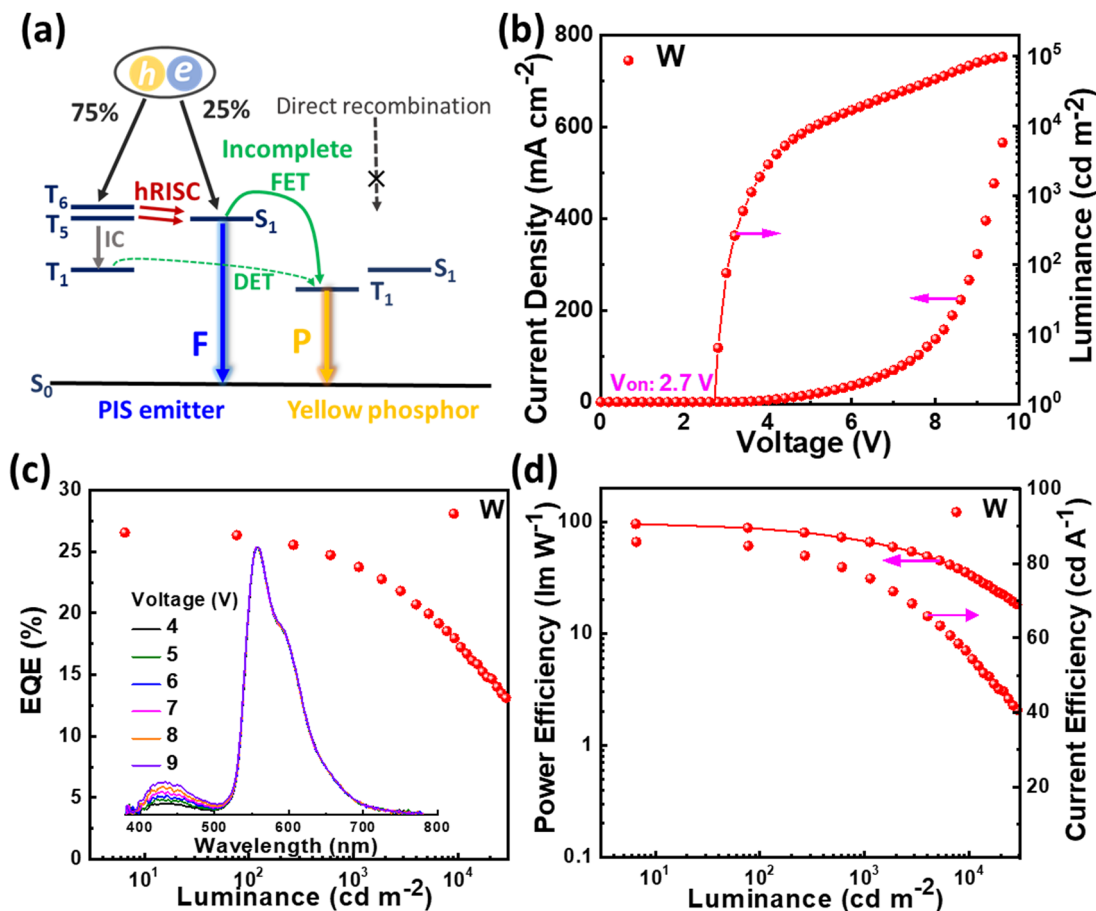 (a)
h e
75%
25%
Direct recombination
Incomplete
FET
T6
hRISC
T5
S1
IC
T1
DET
S1
T1
F
P
S0
PIS emitter
Yellow phosphor
(b)
W
Current Density (mA cm-2)
800
600
400
200
0
Von: 2.7 V
0 2 4 6 8 10
Voltage (V)
10^5
10^4
10^3
10^2
10^1
10^0
Luminance (cd m-2)
(c)
W
EQE (%)
30
25
20
15
10
5
0
Voltage (V)
4
5
6
7
8
9
400 500 600 700 800
Wavelength (nm)
10^1 10^2 10^3 10^4
Luminance (cd m-2)
(d)
W
Power Efficiency (lm W-1)
100
10
1
0.1
100
80
60
40
20
0
Current Efficiency (cd A-1)
10^1 10^2 10^3 10^4
Luminance (cd m-2)